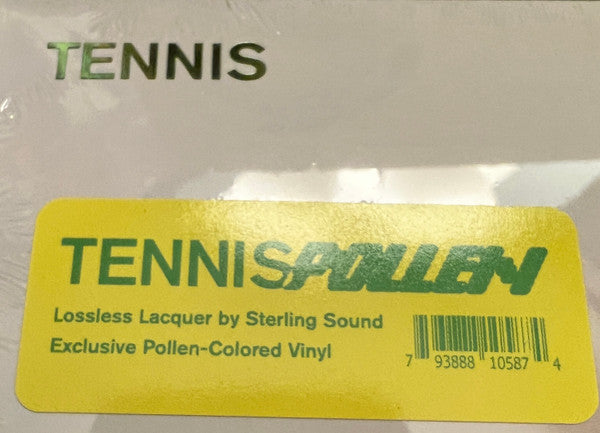 TENNIS
TENNIS POLLEN
Lossless Lacquer by Sterling Sound
Exclusive Pollen-Colored Vinyl
7 93888 10587 4